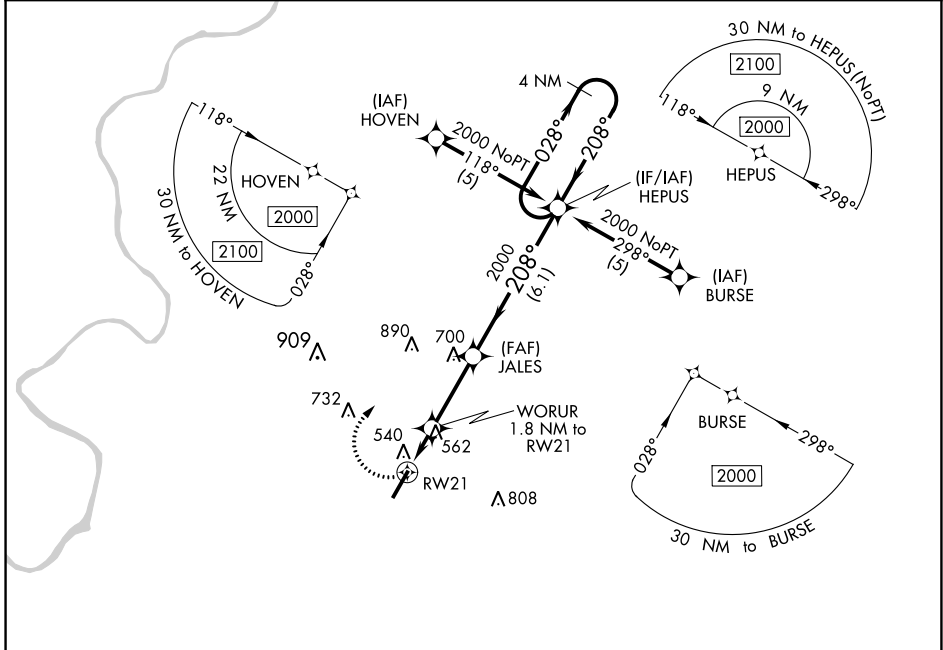 30 NM to HEPUS (NoPT)
2100
9 NM
118°
2000
HEPUS
298°
4 NM
028°
208°
(IAF)
HOVEN
2000 NoPT
118°
(5)
(IF/IAF)
HEPUS
2000 NoPT
298°
(5)
(IAF)
BURSE
118°
HOVEN
22 NM
2000
2100
30 NM to HOVEN
028°
2000
208°
(6.1)
909
890
700
(FAF)
JALES
732
540
562
WORUR
1.8 NM to
RW21
RW21
808
BURSE
028°
298°
2000
30 NM to BURSE